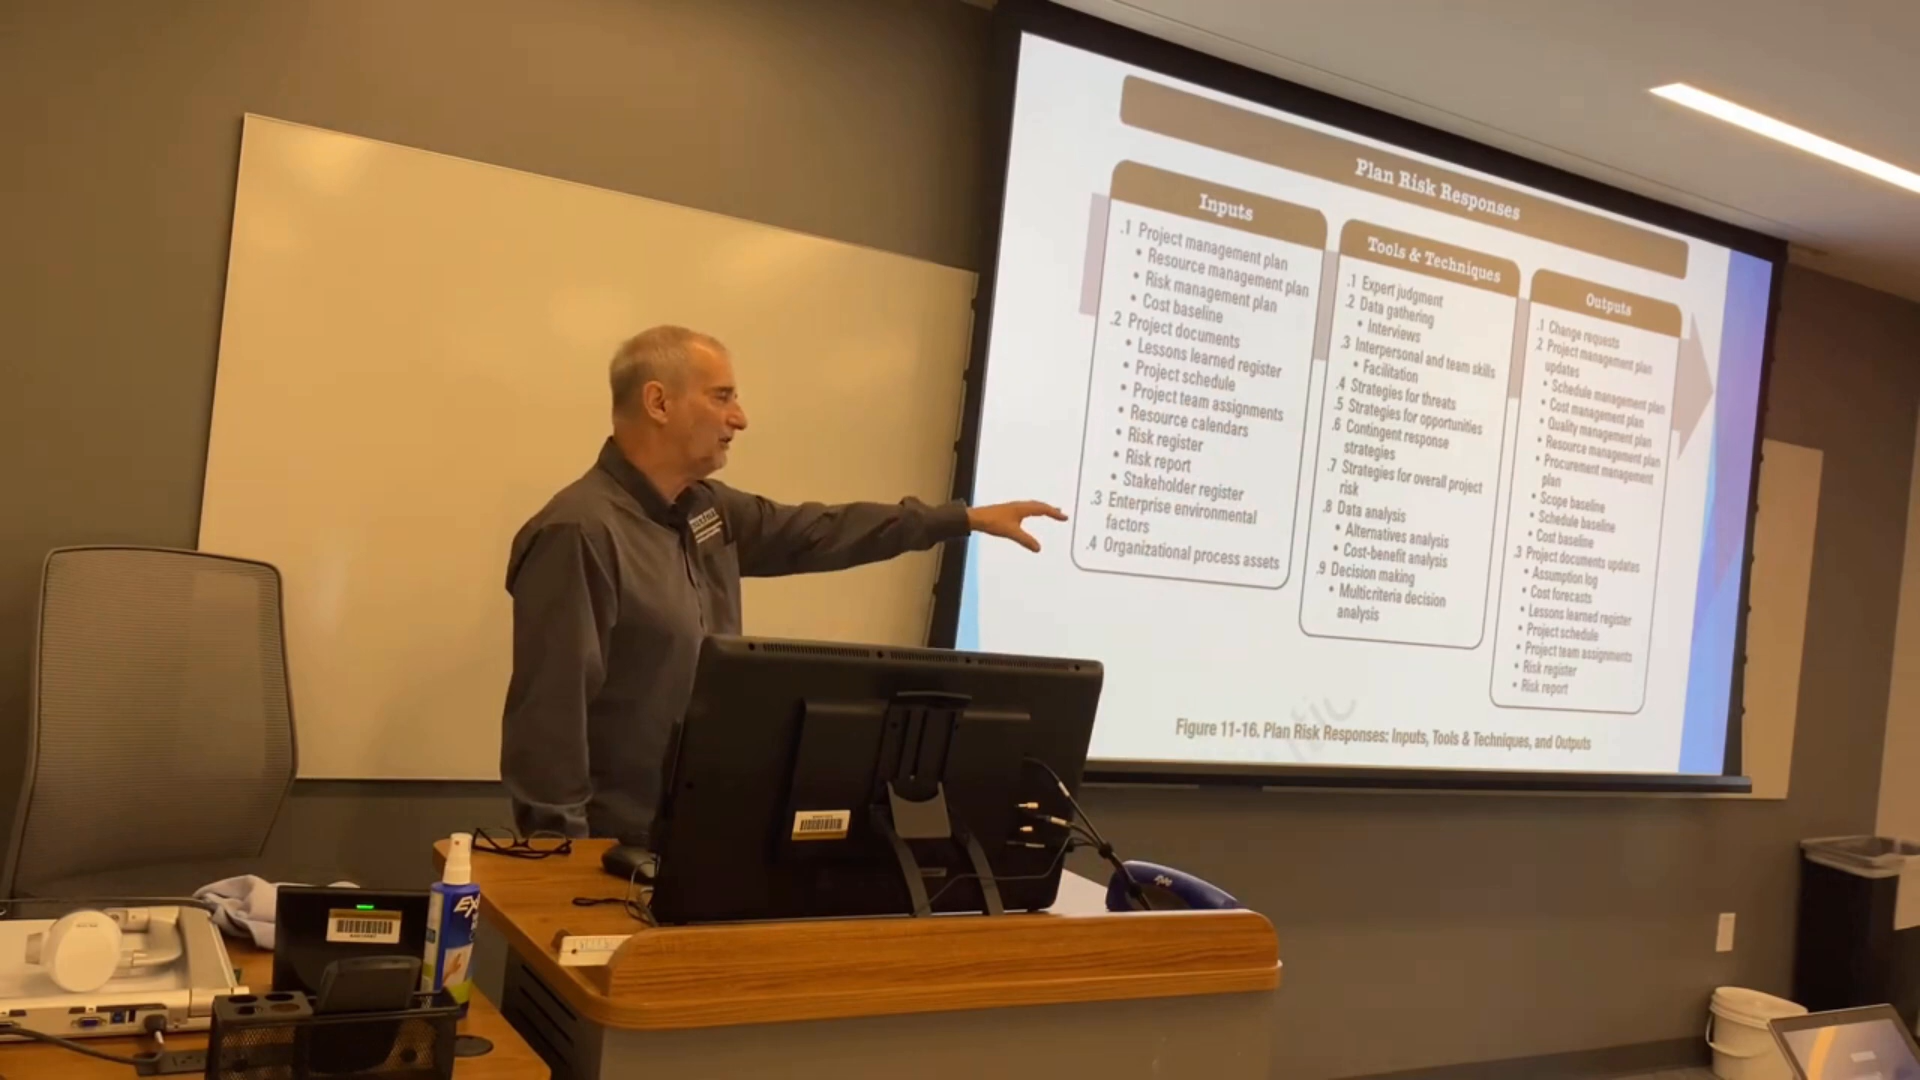 Plan Risk Responses
Inputs
.1 Project management plan
• Resource management plan
• Risk management plan
• Cost baseline
.2 Project documents
• Lessons learned register
• Project schedule
• Project team assignments
• Resource calendars
• Risk register
• Risk report
• Stakeholder register
.3 Enterprise environmental
factors
.4 Organizational process assets
Tools & Techniques
.1 Expert judgment
.2 Data gathering
• Interviews
.3 Interpersonal and team skills
• Facilitation
.4 Strategies for threats
.5 Strategies for opportunities
.6 Contingent response
strategies
.7 Strategies for overall project
risk
.8 Data analysis
• Alternatives analysis
• Cost-benefit analysis
.9 Decision making
• Multicriteria decision
analysis
Outputs
.1 Change requests
.2 Project management plan
updates
• Schedule management plan
• Cost management plan
• Quality management plan
• Resource management plan
• Procurement management
plan
• Scope baseline
• Schedule baseline
• Cost baseline
.3 Project documents updates
• Assumption log
• Cost forecasts
• Lessons learned register
• Project schedule
• Project team assignments
• Risk register
• Risk report
Figure 11-16. Plan Risk Responses: Inputs, Tools & Techniques, and Outputs